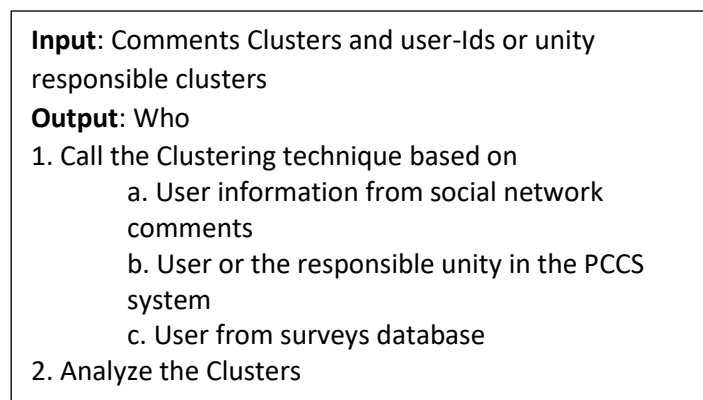 Input: Comments Clusters and user-Ids or unity
responsible clusters
Output: Who
1. Call the Clustering technique based on
a. User information from social network
comments
b. User or the responsible unity in the PCCS
system
c. User from surveys database
2. Analyze the Clusters